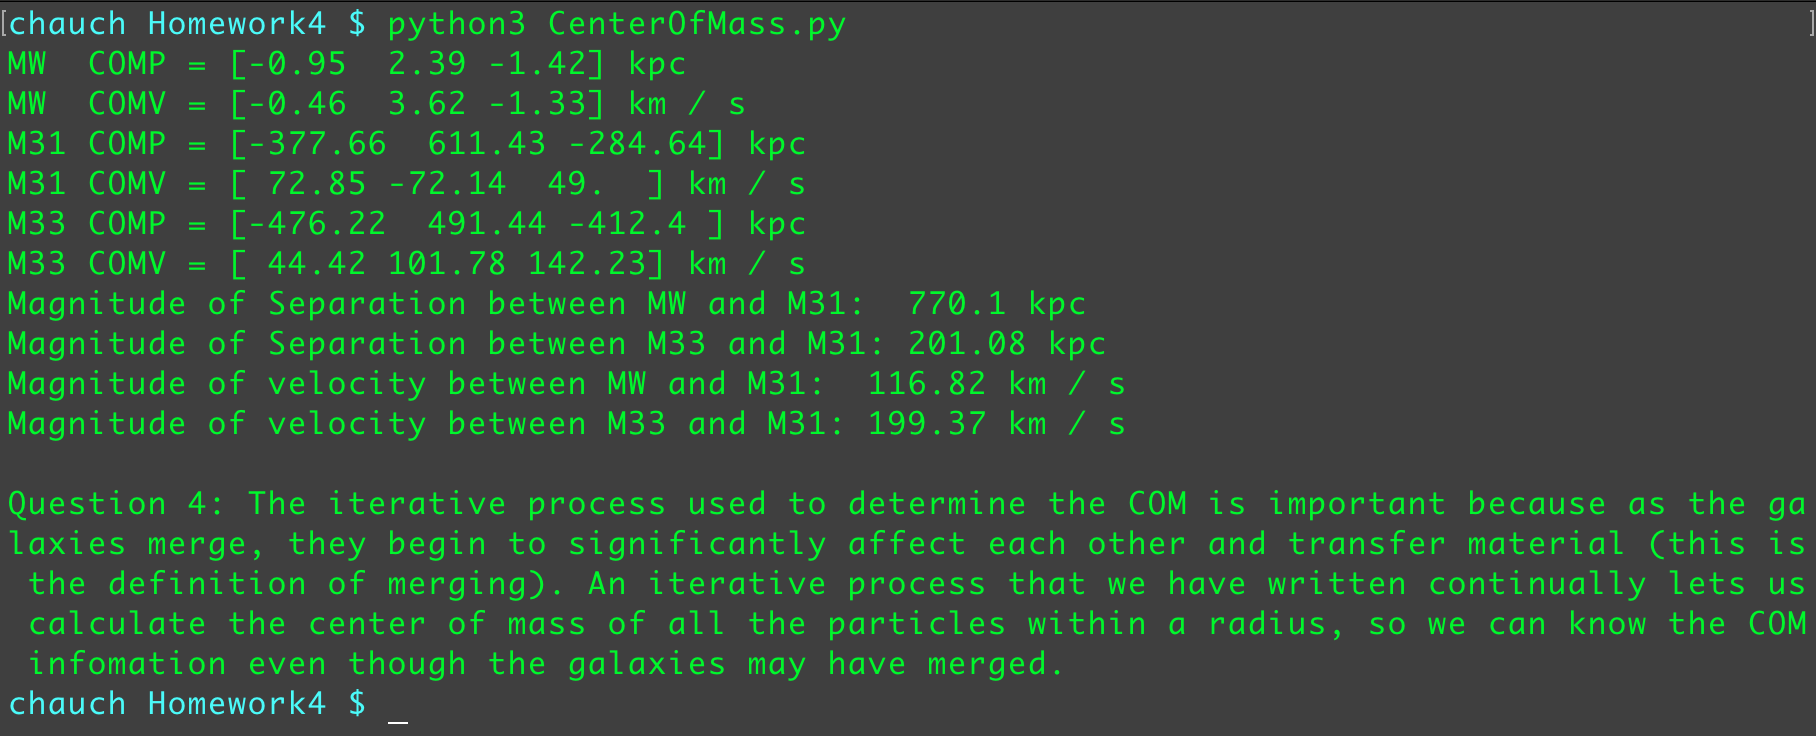 [chauch Homework4 $ python3 CenterOfMass.py ]
MW  COMP = [-0.95  2.39 -1.42] kpc
MW  COMV = [-0.46  3.62 -1.33] km / s
M31 COMP = [-377.66  611.43 -284.64] kpc
M31 COMV = [ 72.85 -72.14  49.  ] km / s
M33 COMP = [-476.22  491.44 -412.4 ] kpc
M33 COMV = [ 44.42 101.78 142.23] km / s
Magnitude of Separation between MW and M31:  770.1 kpc
Magnitude of Separation between M33 and M31: 201.08 kpc
Magnitude of velocity between MW and M31:  116.82 km / s
Magnitude of velocity between M33 and M31: 199.37 km / s
Question 4: The iterative process used to determine the COM is important because as the ga
laxies merge, they begin to significantly affect each other and transfer material (this is
 the definition of merging). An iterative process that we have written continually lets us
 calculate the center of mass of all the particles within a radius, so we can know the COM
 infomation even though the galaxies may have merged.
chauch Homework4 $ _